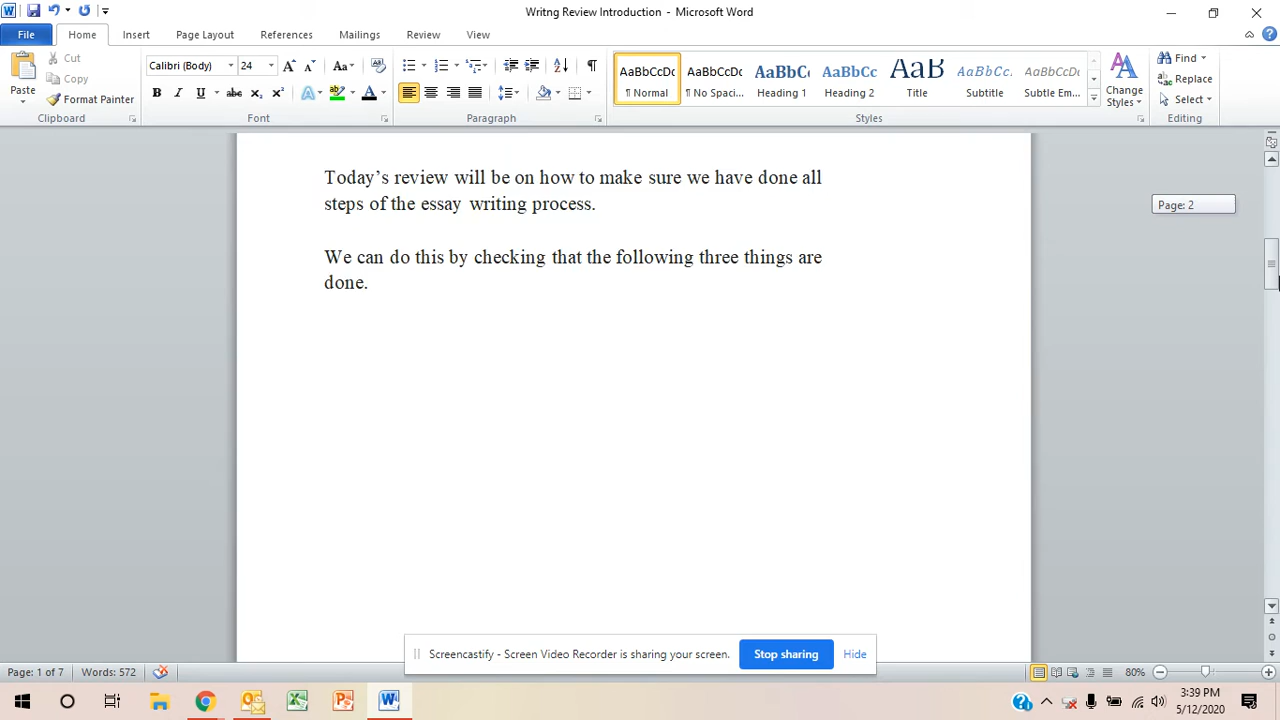 Writng Review Introduction - Microsoft Word
File Home Insert Page Layout References Mailings Review View
Paste
Cut
Copy
Format Painter
Clipboard
Calibri (Body) 24
Font
Paragraph
AaBbCcDc AaBbCcDc AaBbC AaBbCc AaB AaBbCc. AaBbCcDc
¶ Normal ¶ No Spaci... Heading 1 Heading 2 Title Subtitle Subtle Em...
Styles
Change
Styles
Find
Replace
Select
Editing
Today's review will be on how to make sure we have done all
steps of the essay writing process.
Page: 2
We can do this by checking that the following three things are
done.
Screencastify - Screen Video Recorder is sharing your screen. Stop sharing Hide
Page: 1 of 7 Words: 572 80%
3:39 PM
5/12/2020